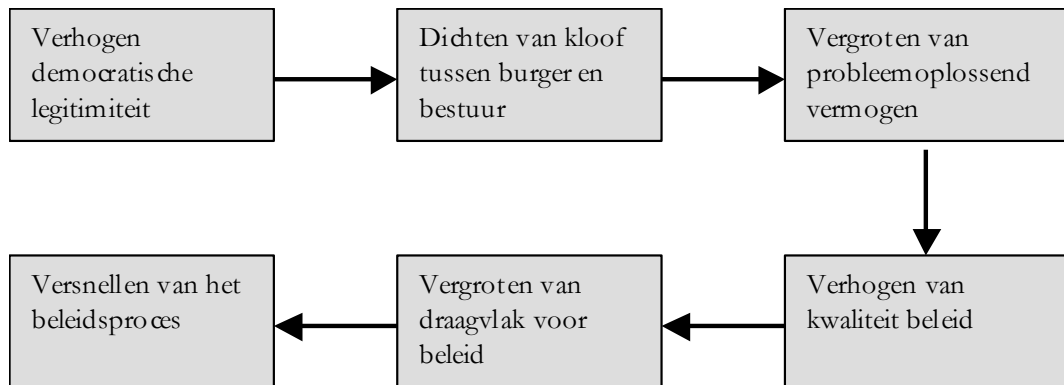 Verhogen
democratische
legitimiteit
Dichten van kloof
tussen burger en
bestuur
Vergroten van
probleemoplossend
vermogen
Verhogen van
kwaliteit beleid
Vergroten van
draagvlak voor
beleid
Versnellen van het
beleidsproces